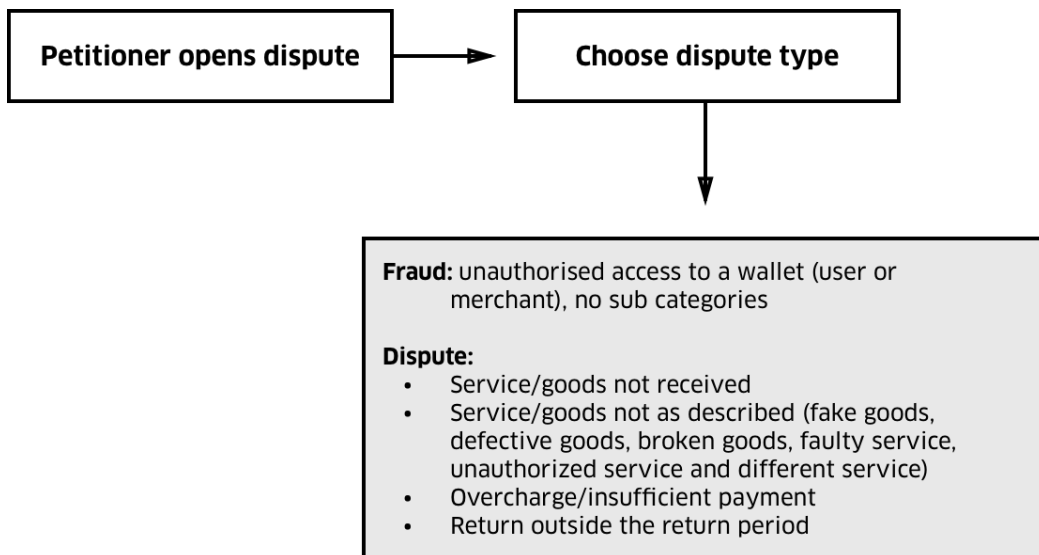 Petitioner opens dispute
Choose dispute type
Fraud: unauthorised access to a wallet (user or
merchant), no sub categories
Dispute:
• Service/goods not received
• Service/goods not as described (fake goods,
defective goods, broken goods, faulty service,
unauthorized service and different service)
• Overcharge/insufficient payment
• Return outside the return period